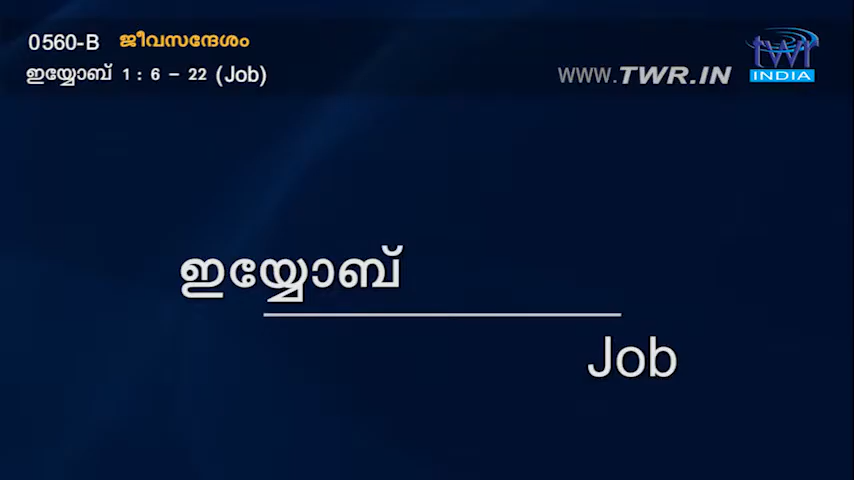 0560-B ജീവസന്ദേശം
ഇയ്യോബ് 1 : 6 - 22 (Job)
WWW.TWR.IN
twr
INDIA
ഇയ്യോബ്
Job